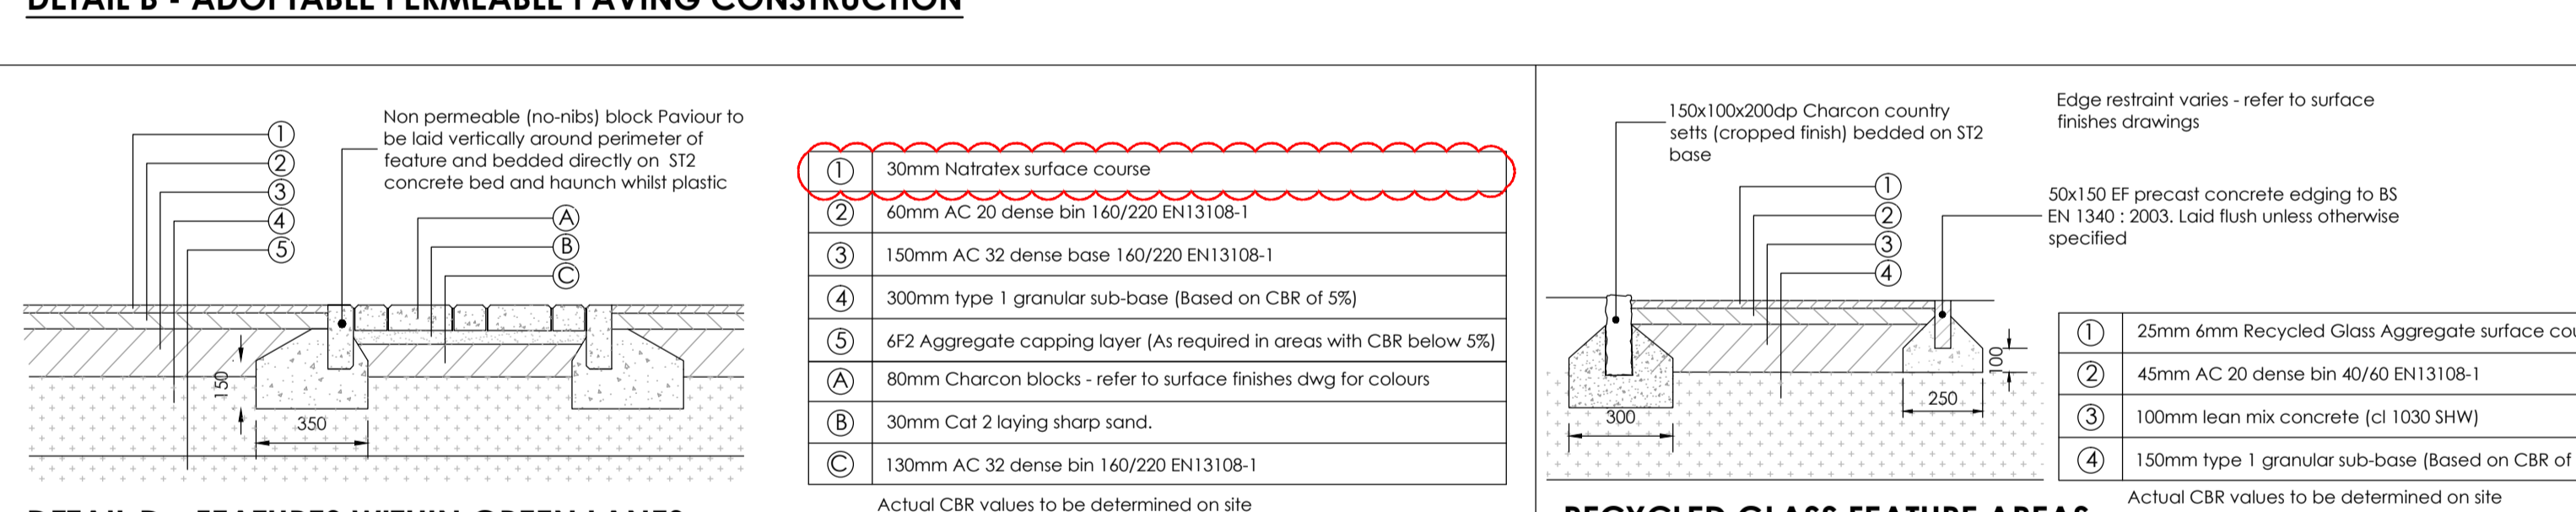 DETAIL B - ADOPTABLE PERMEABLE PAVING CONSTRUCTION
1
2
3
4
5
Non permeable (no-nibs) block Paviour to
be laid vertically around perimeter of
feature and bedded directly on ST2
concrete bed and haunch whilst plastic
A
B
C
150
350
1 30mm Natratex surface course
2 60mm AC 20 dense bin 160/220 EN13108-1
3 150mm AC 32 dense base 160/220 EN13108-1
4 300mm type 1 granular sub-base (Based on CBR of 5%)
5 6F2 Aggregate capping layer (As required in areas with CBR below 5%)
A 80mm Charcon blocks - refer to surface finishes dwg for colours
B 30mm Cat 2 laying sharp sand.
C 130mm AC 32 dense bin 160/220 EN13108-1
Actual CBR values to be determined on site
150x100x200dp Charcon country
setts (cropped finish) bedded on ST2
base
1
2
3
4
Edge restraint varies - refer to surface
finishes drawings
50x150 EF precast concrete edging to BS
EN 1340 : 2003. Laid flush unless otherwise
specified
300
250
100
1 25mm 6mm Recycled Glass Aggregate surface
2 45mm AC 20 dense bin 40/60 EN13108-1
3 100mm lean mix concrete (cl 1030 SHW)
4 150mm type 1 granular sub-base (Based on CBR of
Actual CBR values to be determined on site
RECYCLED GLASS FEATURE AREAS